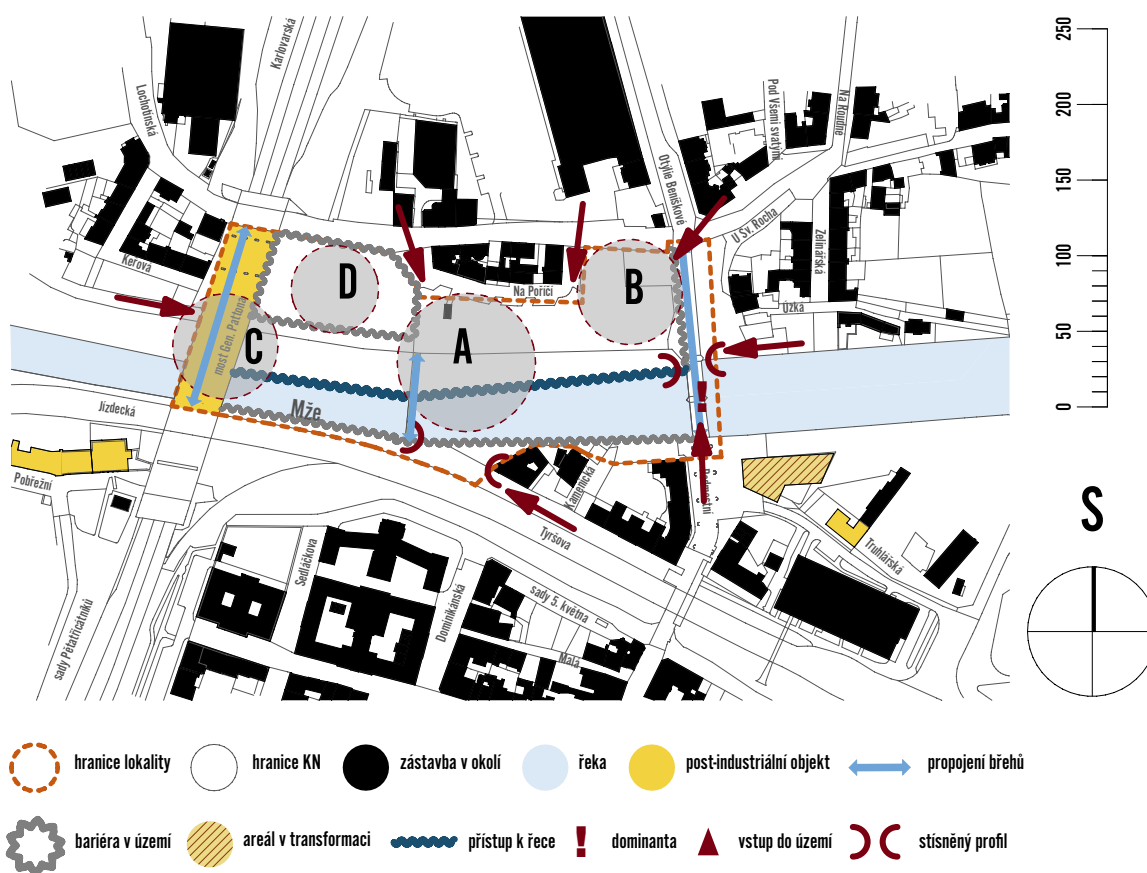 Lochotínská
Karlovarská
Otýlie Beníškové
Pod Všemi svatými
Na Roudné
U Sv. Rocha
Zelinářská
Úzká
Kerová
Na Poříčí
most Gen. Pattona
A
B
C
D
Mže
Jízdecká
Pobřežní
sady Pětatřicátníků
Sedláčkova
Dominikánská
Tyršova
sady 5. května
Malá
Kamenická
Truhlářská
250
200
150
100
50
0
S
hranice lokality
hranice KN
zástavba v okolí
řeka
post-industriální objekt
propojení břehů
bariéra v území
areál v transformaci
přístup k řece
!
dominanta
vstup do území
stísněný profil